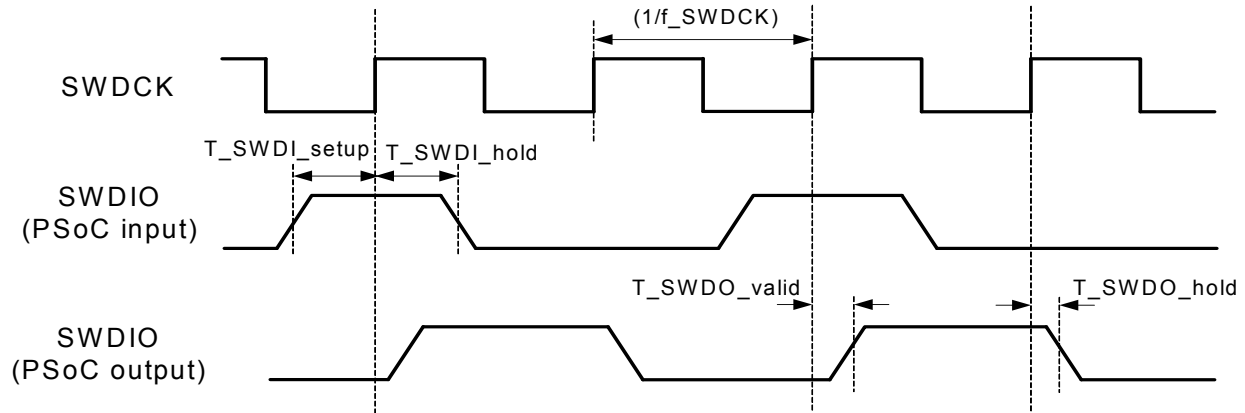 (1/f_SWDCK)
SWDCK
T_SWDI_setup
T_SWDI_hold
SWDIO
(PSoC input)
T_SWDO_valid
T_SWDO_hold
SWDIO
(PSoC output)